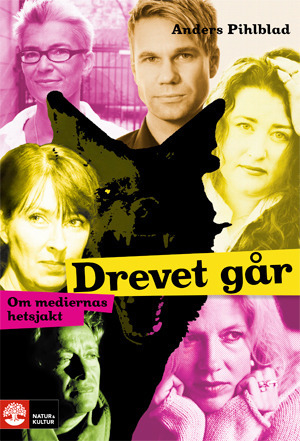 Anders Pihlblad
Drevet går
Om mediernas
hetsjakt
NATUR &
KULTUR